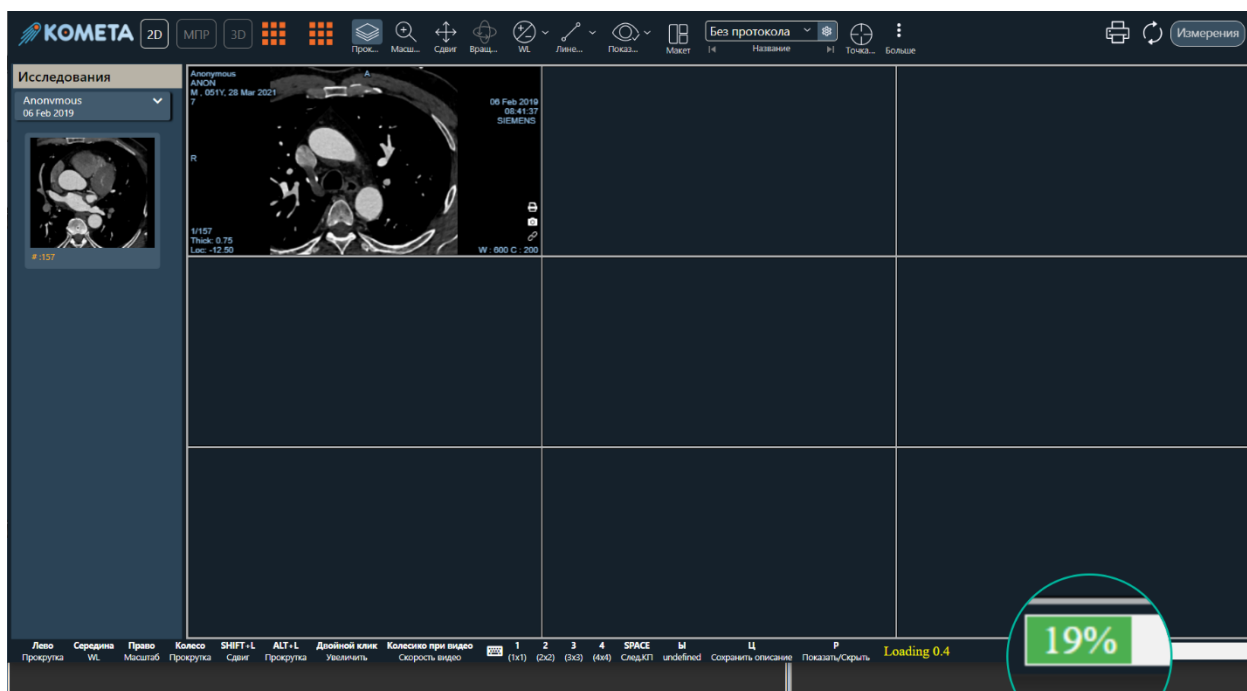 KOMETA
2D
МПР
3D
Прок...
Масш...
Сдвиг
Вращ...
WL
Лине...
Показ...
Макет
Без протокола
Название
Точка...
Больше
Измерения
Исследования
Anonymous
06 Feb 2019
# :157
Anonymous
ANON
M , 051Y, 28 Mar 2021
7
A
06 Feb 2019
08:41:37
SIEMENS
R
1/157
Thick: 0.75
Loc: -12.50
W : 600 C : 200
Лево Середина Право Колесо SHIFT+L ALT+L Двойной клик Колесико при видео 1 2 3 4 SPACE Ы Ц Р
Прокрутка WL Масштаб Прокрутка Сдвиг Прокрутка Увеличить Скорость видео (1x1) (2x2) (3x3) (4x4) След.КП undefined Сохранить описание Показать/Скрыть
Loading 0.4
19%